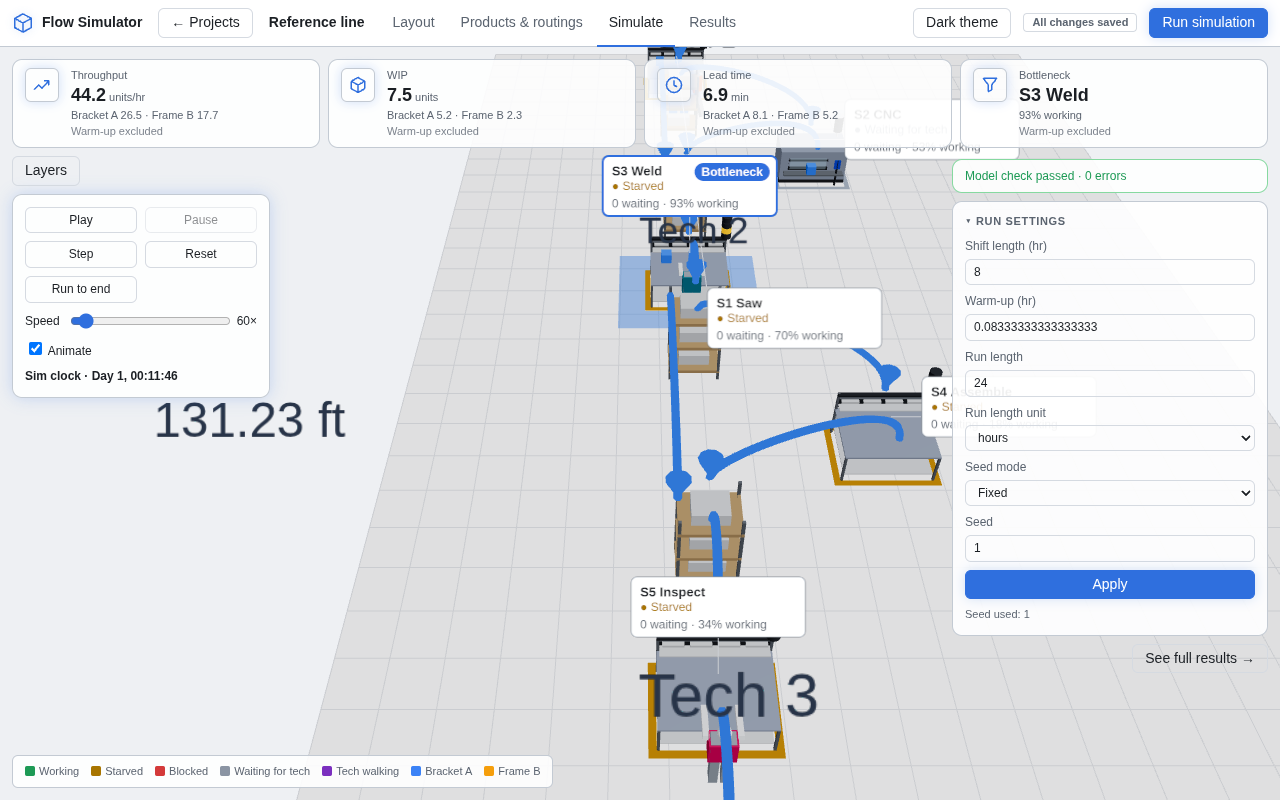 Flow Simulator
← Projects
Reference line
Layout
Products & routings
Simulate
Results
Dark theme
All changes saved
Run simulation
Throughput
44.2 units/hr
Bracket A 26.5 · Frame B 17.7
Warm-up excluded
WIP
7.5 units
Bracket A 5.2 · Frame B 2.3
Warm-up excluded
Lead time
6.9 min
Bracket A 8.1 · Frame B 5.2
Warm-up excluded
Bottleneck
S3 Weld
93% working
Warm-up excluded
Layers
Play
Pause
Step
Reset
Run to end
Speed
60×
Animate
Sim clock · Day 1, 00:11:46
131.23 ft
S2 CNC
● Waiting for tech
S3 Weld
Bottleneck
● Starved
0 waiting · 93% working
Tech 2
S1 Saw
● Starved
0 waiting · 70% working
S4 Assemble
S5 Inspect
● Starved
0 waiting · 34% working
Tech 3
Model check passed · 0 errors
▾ RUN SETTINGS
Shift length (hr)
8
Warm-up (hr)
0.08333333333333333
Run length
24
Run length unit
hours
Seed mode
Fixed
Seed
1
Apply
Seed used: 1
See full results →
Working
Starved
Blocked
Waiting for tech
Tech walking
Bracket A
Frame B